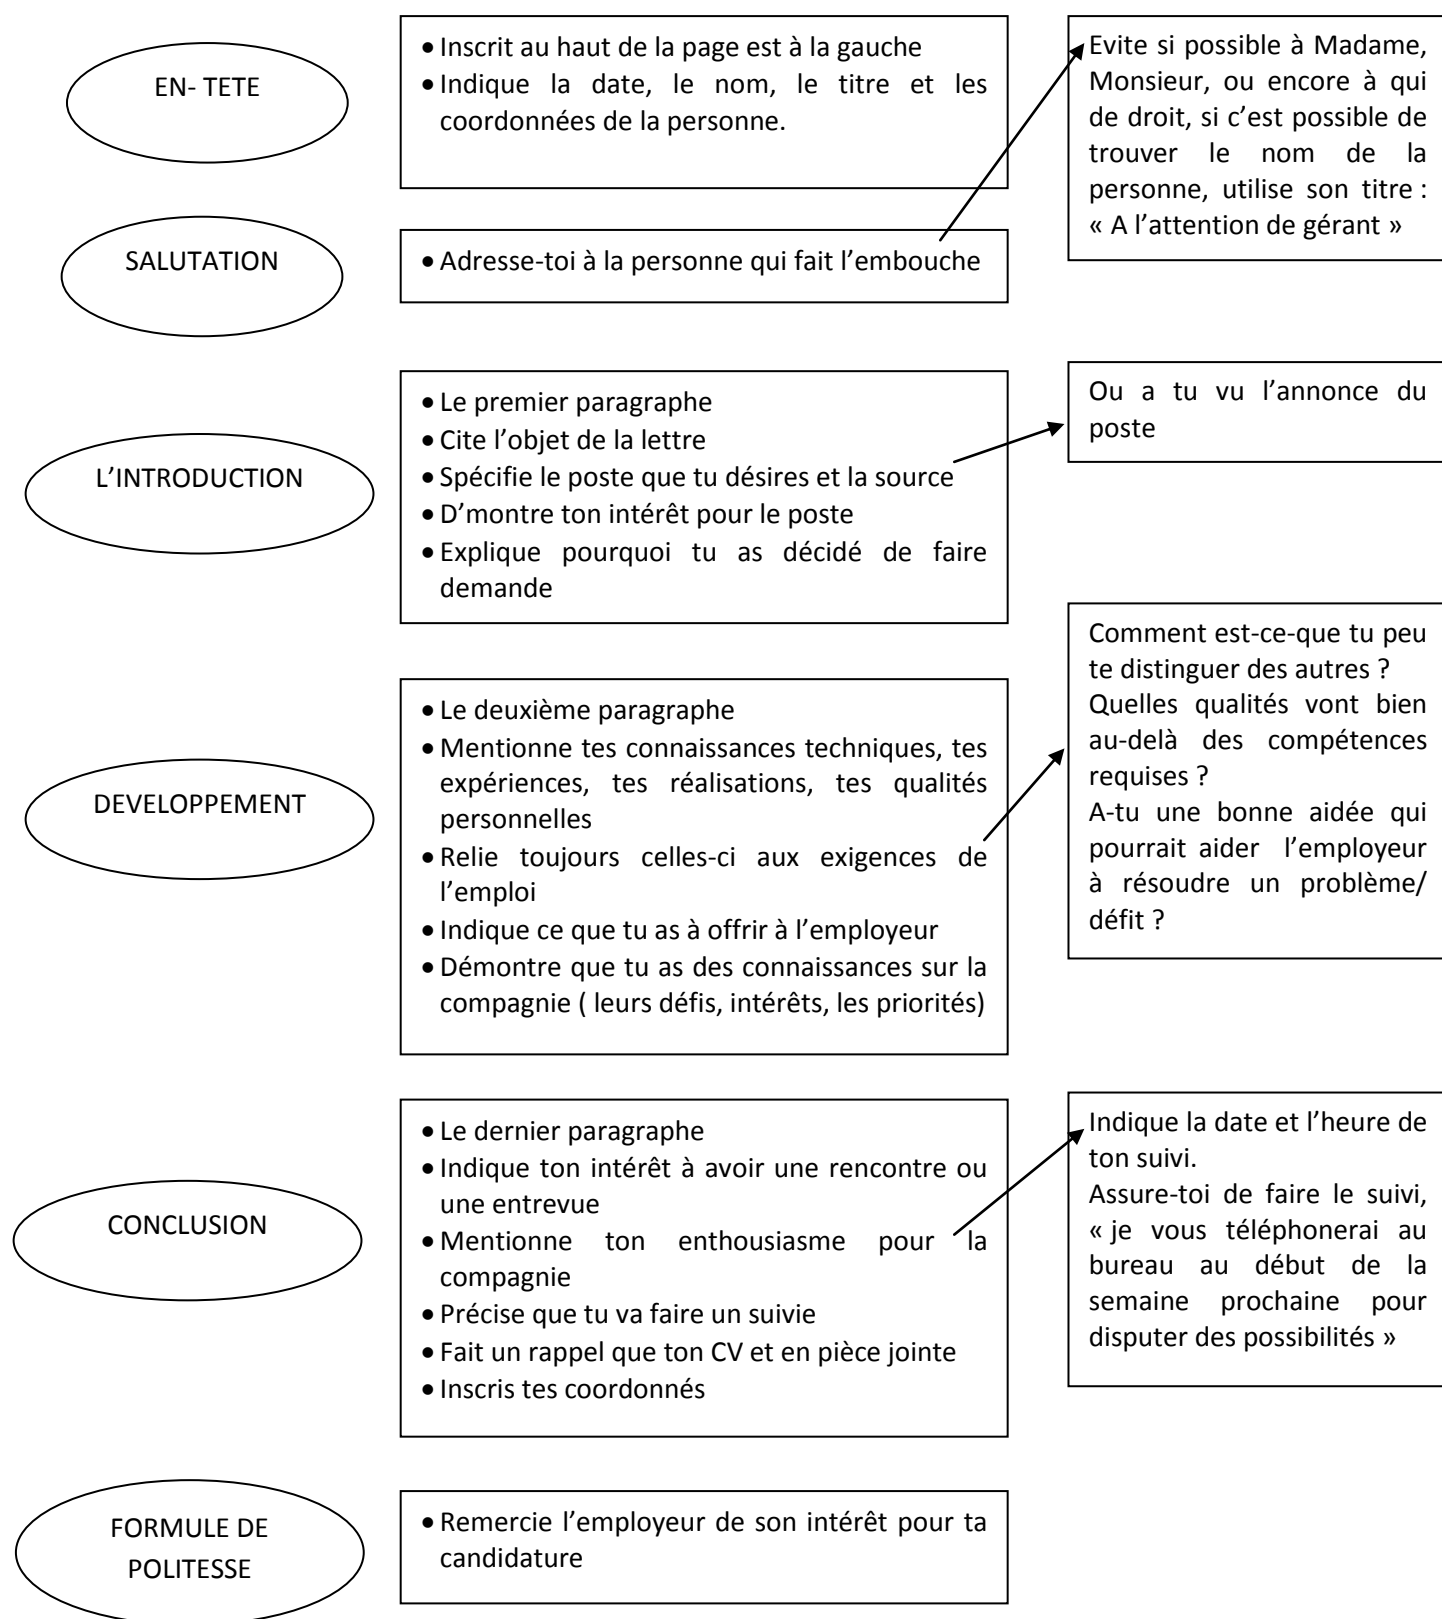 EN- TETE
• Inscrit au haut de la page est à la gauche
• Indique la date, le nom, le titre et les
coordonnées de la personne.
Evite si possible à Madame,
Monsieur, ou encore à qui
de droit, si c’est possible de
trouver le nom de la
personne, utilise son titre :
« A l’attention de gérant »
SALUTATION
• Adresse-toi à la personne qui fait l’embouche
L’INTRODUCTION
• Le premier paragraphe
• Cite l’objet de la lettre
• Spécifie le poste que tu désires et la source
• D’montre ton intérêt pour le poste
• Explique pourquoi tu as décidé de faire
demande
Ou a tu vu l’annonce du
poste
DEVELOPPEMENT
• Le deuxième paragraphe
• Mentionne tes connaissances techniques, tes
expériences, tes réalisations, tes qualités
personnelles
• Relie toujours celles-ci aux exigences de
l’emploi
• Indique ce que tu as à offrir à l’employeur
• Démontre que tu as des connaissances sur la
compagnie ( leurs défis, intérêts, les priorités)
Comment est-ce-que tu peu
te distinguer des autres ?
Quelles qualités vont bien
au-delà des compétences
requises ?
A-tu une bonne aidée qui
pourrait aider l’employeur
à résoudre un problème/
défit ?
CONCLUSION
• Le dernier paragraphe
• Indique ton intérêt à avoir une rencontre ou
une entrevue
• Mentionne ton enthousiasme pour la
compagnie
• Précise que tu va faire un suivie
• Fait un rappel que ton CV et en pièce jointe
• Inscris tes coordonnés
Indique la date et l’heure de
ton suivi.
Assure-toi de faire le suivi,
« je vous téléphonerai au
bureau au début de la
semaine prochaine pour
disputer des possibilités »
FORMULE DE
POLITESSE
• Remercie l’employeur de son intérêt pour ta
candidature